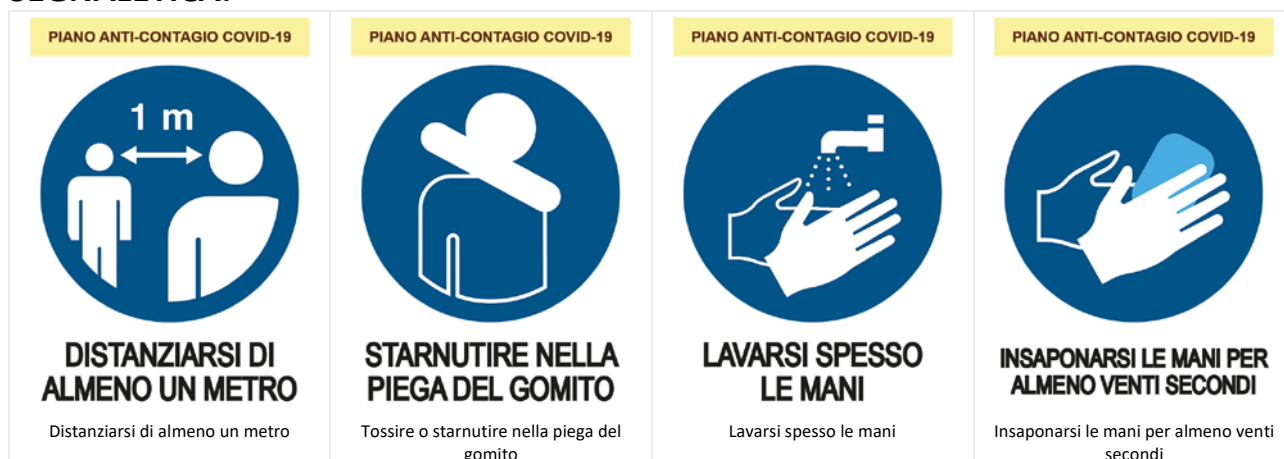 SEGNALETICA:
PIANO ANTI-CONTAGIO COVID-19
1 m
DISTANZIARSI DI
ALMENO UN METRO
Distanziarsi di almeno un metro
PIANO ANTI-CONTAGIO COVID-19
STARNUTIRE NELLA
PIEGA DEL GOMITO
Tossire o starnutire nella piega del
gomito
PIANO ANTI-CONTAGIO COVID-19
LAVARSI SPESSO
LE MANI
Lavarsi spesso le mani
PIANO ANTI-CONTAGIO COVID-19
INSAPONARSI LE MANI PER
ALMENO VENTI SECONDI
Insaponarsi le mani per almeno venti
secondi